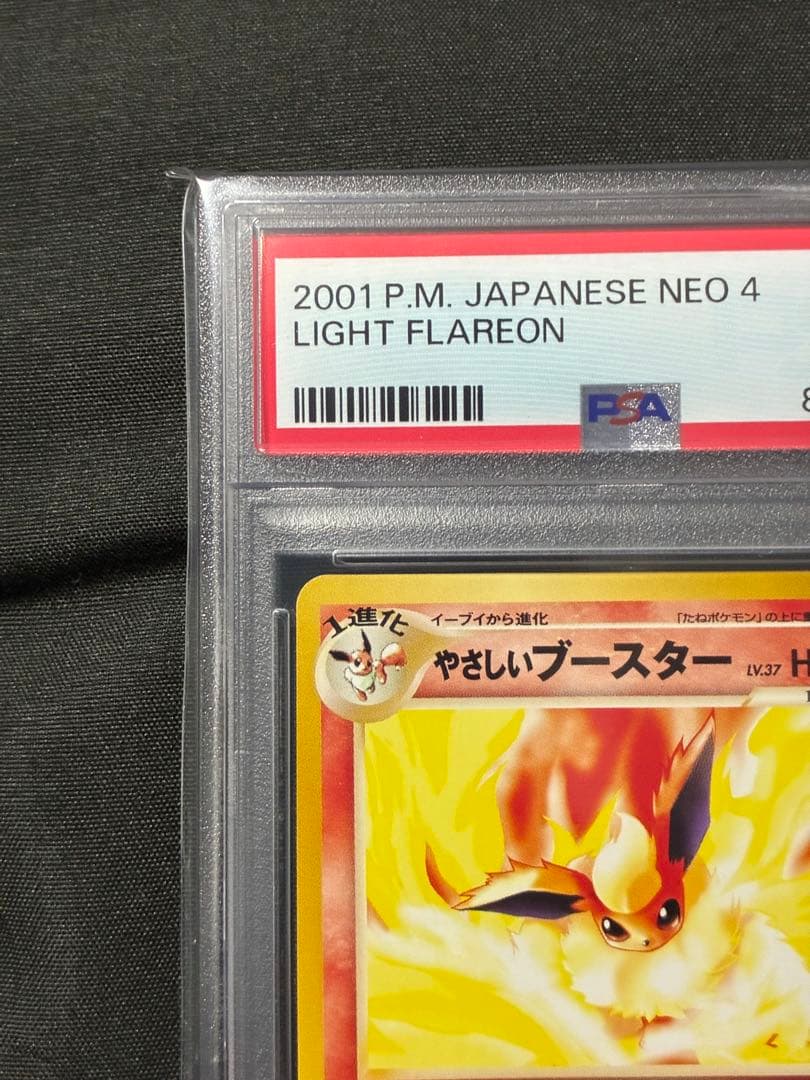 2001 P.M. JAPANESE NEO 4
LIGHT FLAREON
PSA
8
1進化
イーブイから進化
「たねポケモン」の上に
やさしいブースター LV.37 H